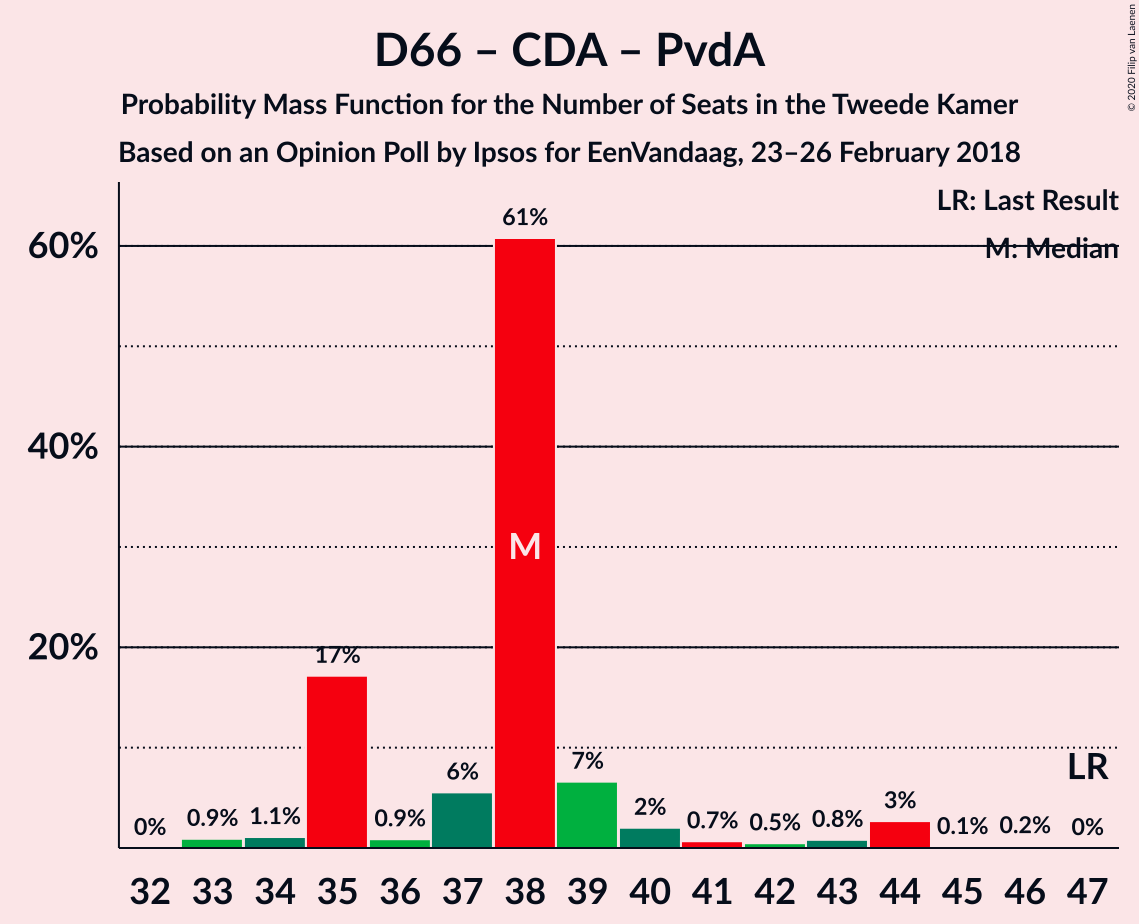 D66 – CDA – PvdA
Probability Mass Function for the Number of Seats in the Tweede Kamer
Based on an Opinion Poll by Ipsos for EenVandaag, 23–26 February 2018
© 2020 Filip van Laenen
LR: Last Result
M: Median
60%
40%
20%
0%
0.9%
1.1%
17%
0.9%
6%
61%
M
7%
2%
0.7%
0.5%
0.8%
3%
0.1%
0.2%
0%
LR
32 33 34 35 36 37 38 39 40 41 42 43 44 45 46 47